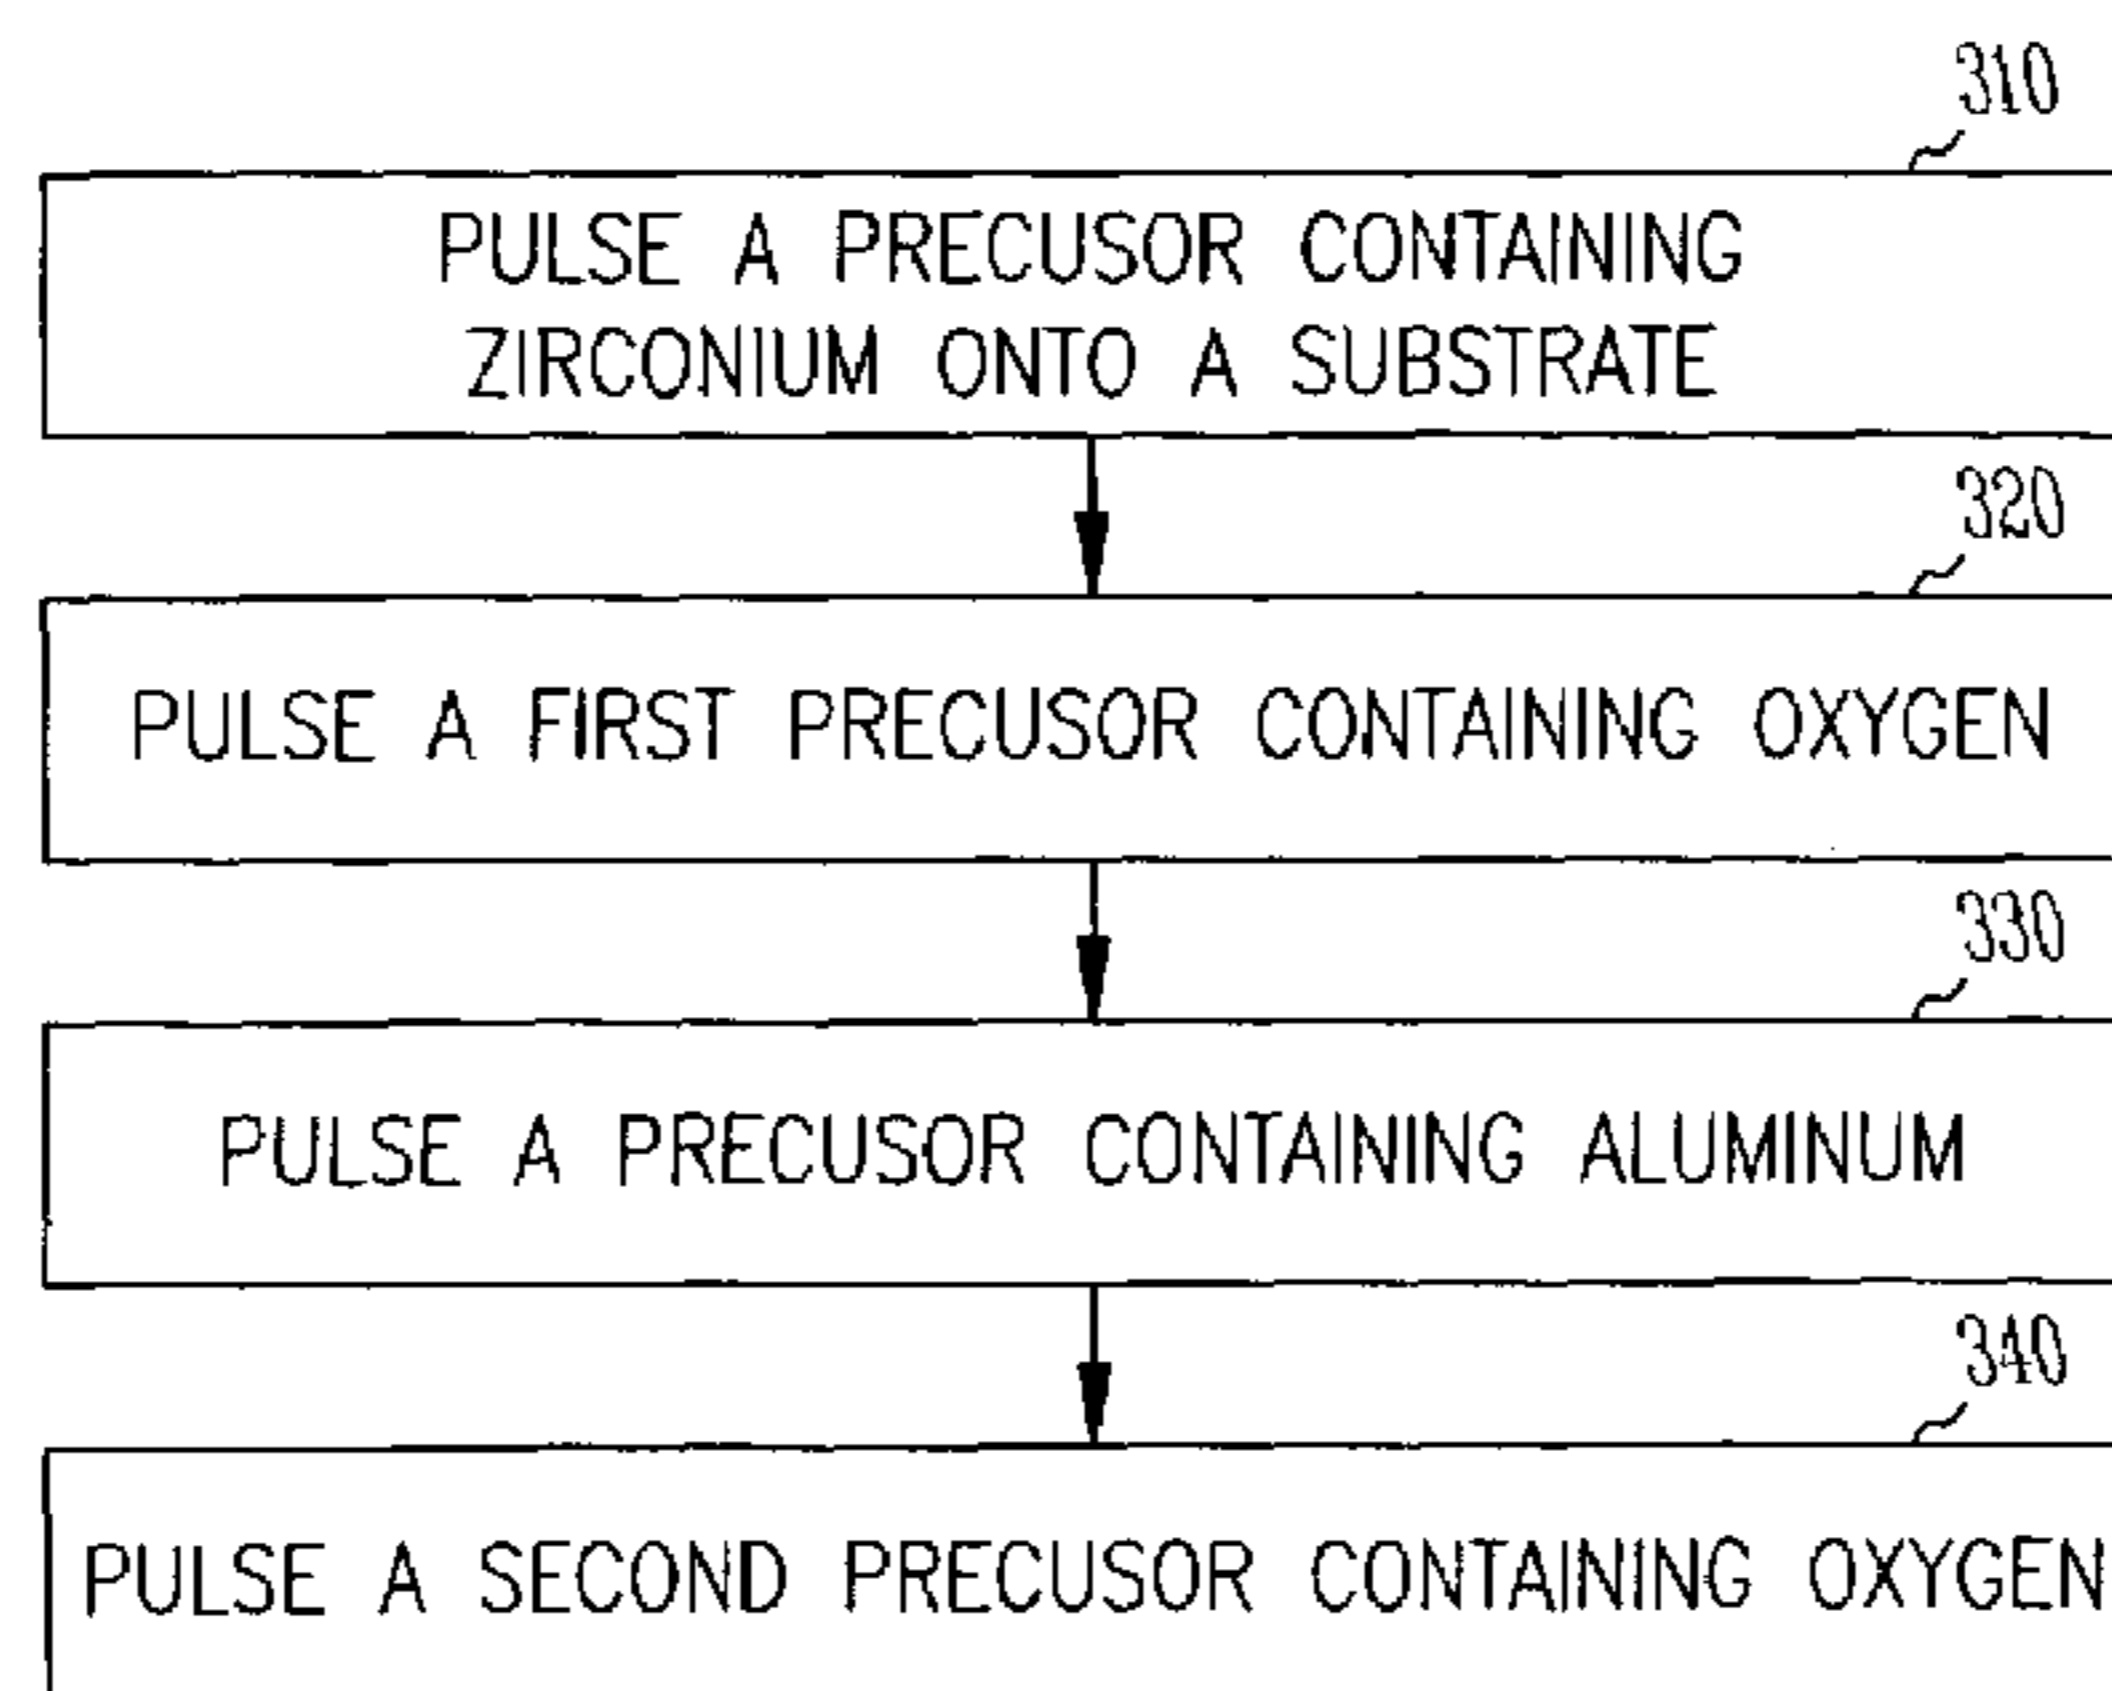 310
PULSE A PRECUSOR CONTAINING
ZIRCONIUM ONTO A SUBSTRATE
320
PULSE A FIRST PRECUSOR CONTAINING OXYGEN
330
PULSE A PRECUSOR CONTAINING ALUMINUM
340
PULSE A SECOND PRECUSOR CONTAINING OXYGEN